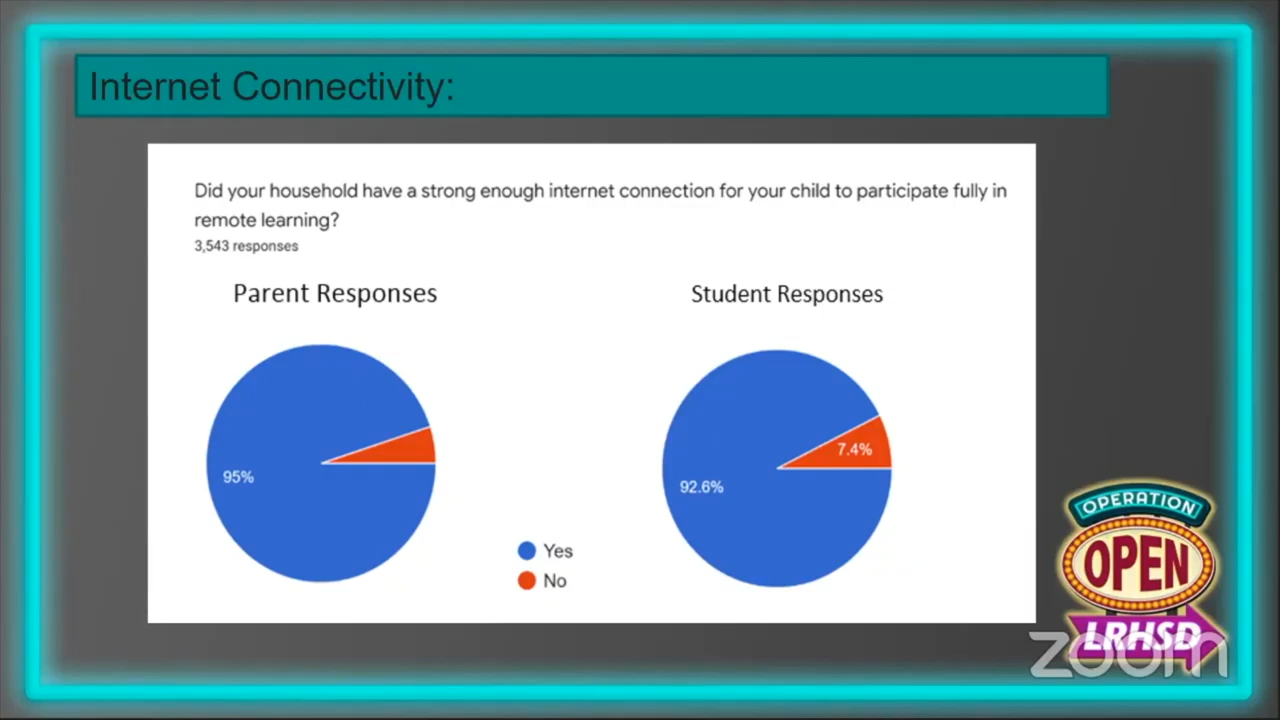 Internet Connectivity:
Did your household have a strong enough internet connection for your child to participate fully in
remote learning?
3,543 responses
Parent Responses
Student Responses
95%
92.6%
7.4%
Yes
No
OPERATION
OPEN
LRHSD
zoom